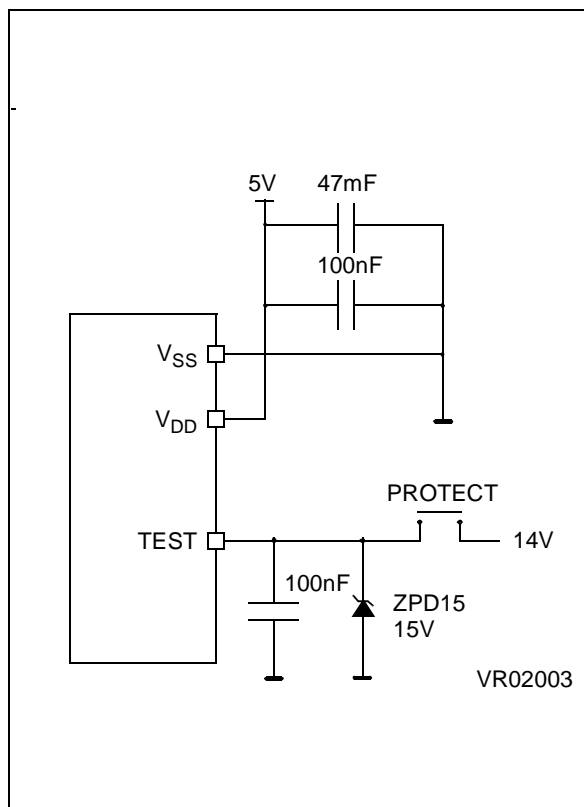 5V
47mF
100nF
VSS
VDD
PROTECT
TEST
14V
100nF
ZPD15
15V
VR02003